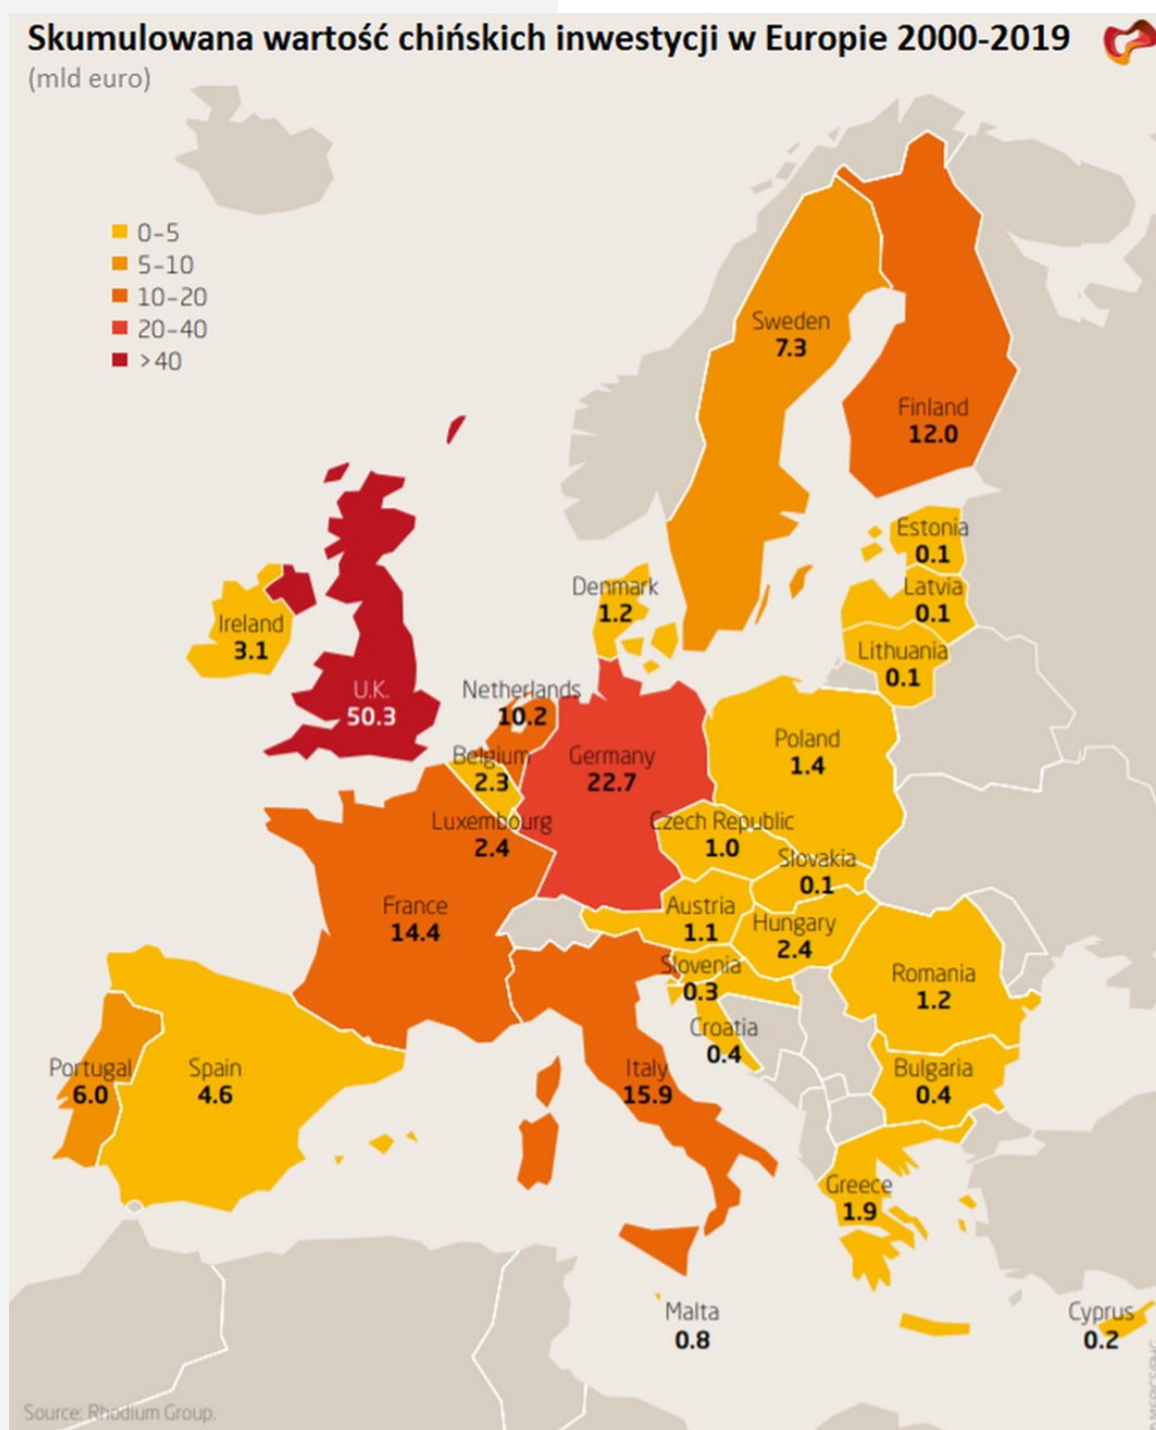 Skumulowana wartość chińskich inwestycji w Europie 2000-2019
(mld euro)
0-5
5-10
10-20
20-40
>40
Sweden
7.3
Finland
12.0
Estonia
0.1
Latvia
0.1
Lithuania
0.1
Denmark
1.2
Ireland
3.1
U.K.
50.3
Netherlands
10.2
Belgium
2.3
Germany
22.7
Poland
1.4
Luxembourg
2.4
Czech Republic
1.0
Slovakia
0.1
France
14.4
Austria
1.1
Hungary
2.4
Slovenia
0.3
Romania
1.2
Croatia
0.4
Portugal
6.0
Spain
4.6
Italy
15.9
Bulgaria
0.4
Greece
1.9
Malta
0.8
Cyprus
0.2
Source: Rhodium Group.